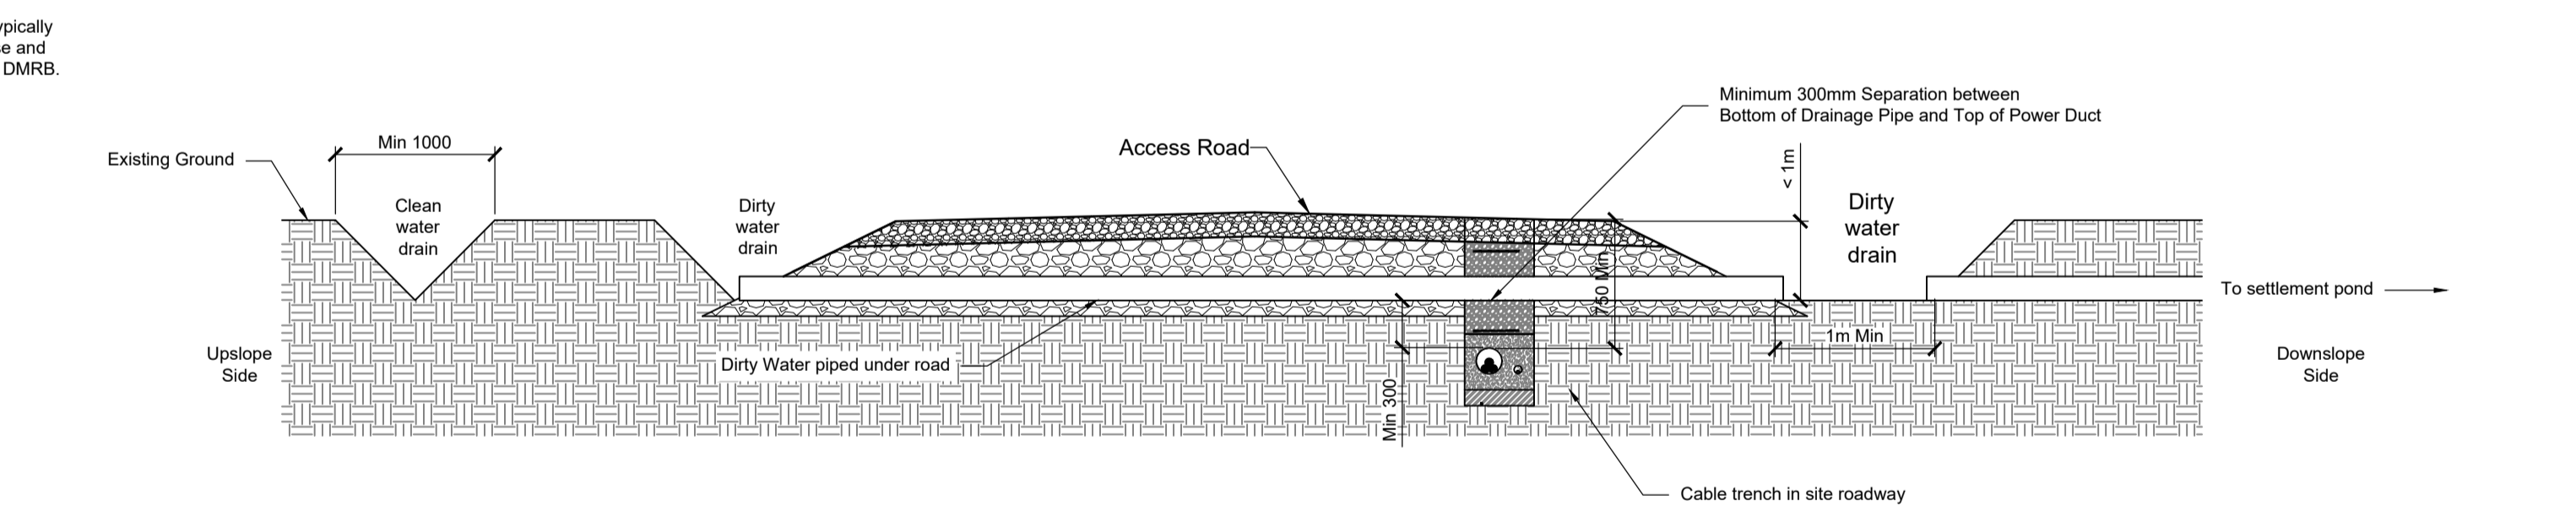 ypically
e and
DMRB.
Minimum 300mm Separation between
Bottom of Drainage Pipe and Top of Power Duct
Min 1000
Existing Ground
Access Road
< 1m
Clean
water
drain
Dirty
water
drain
Dirty
water
drain
750 Min
To settlement pond
1m Min
Upslope
Side
Dirty Water piped under road
Downslope
Side
Min 300
Cable trench in site roadway